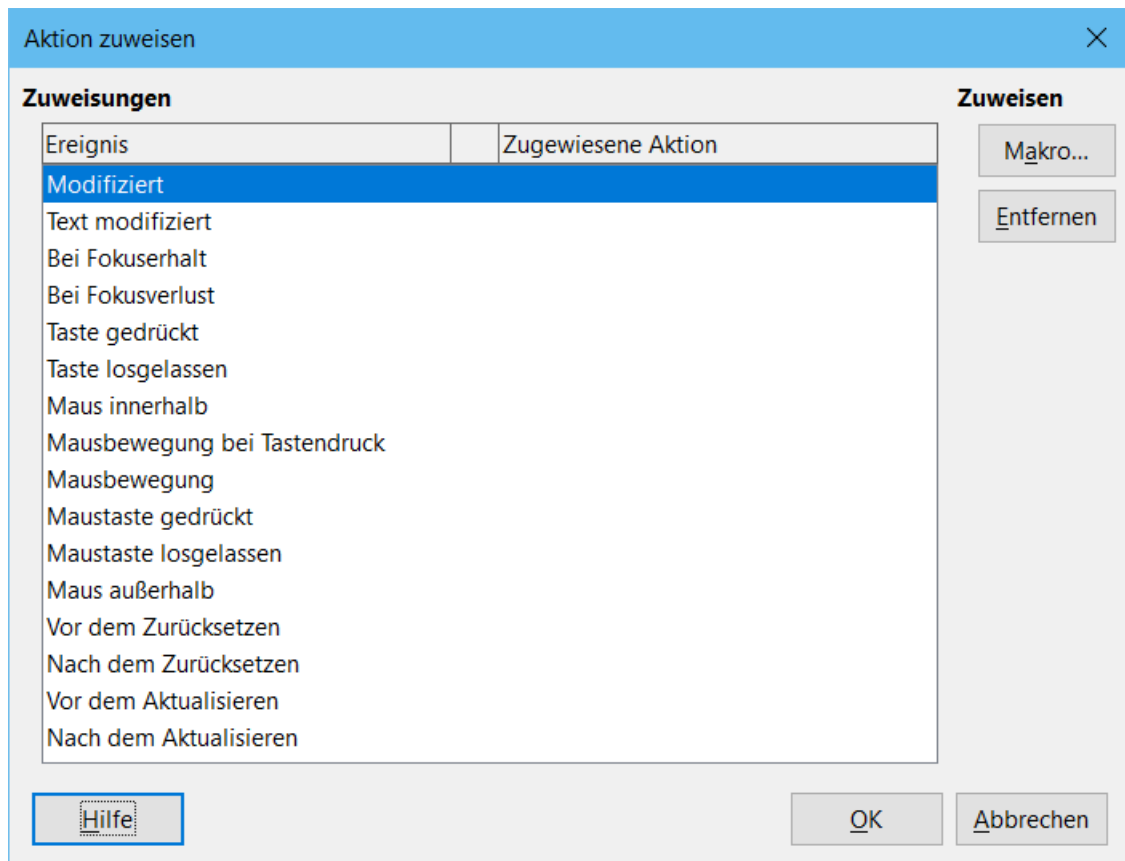 Aktion zuweisen
Zuweisungen
Zuweisen
Ereignis Zugewiesene Aktion
Makro...
Modifiziert
Entfernen
Text modifiziert
Bei Fokuserhalt
Bei Fokusverlust
Taste gedrückt
Taste losgelassen
Maus innerhalb
Mausbewegung bei Tastendruck
Mausbewegung
Maustaste gedrückt
Maustaste losgelassen
Maus außerhalb
Vor dem Zurücksetzen
Nach dem Zurücksetzen
Vor dem Aktualisieren
Nach dem Aktualisieren
Hilfe
OK
Abbrechen